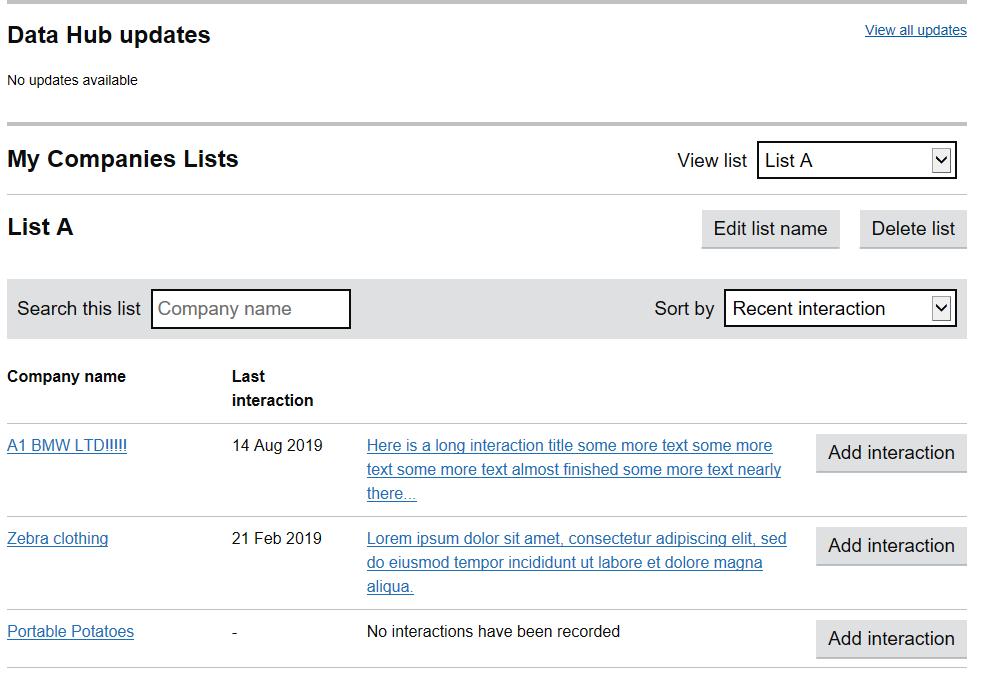 Data Hub updates
View all updates
No updates available
My Companies Lists
View list
List A
List A
Edit list name
Delete list
Search this list
Company name
Sort by
Recent interaction
Company name
Last
interaction
A1 BMW LTD!!!!!
14 Aug 2019
Here is a long interaction title some more text some more
text some more text almost finished some more text nearly
there...
Add interaction
Zebra clothing
21 Feb 2019
Lorem ipsum dolor sit amet, consectetur adipiscing elit, sed
do eiusmod tempor incididunt ut labore et dolore magna
aliqua.
Add interaction
Portable Potatoes
-
No interactions have been recorded
Add interaction